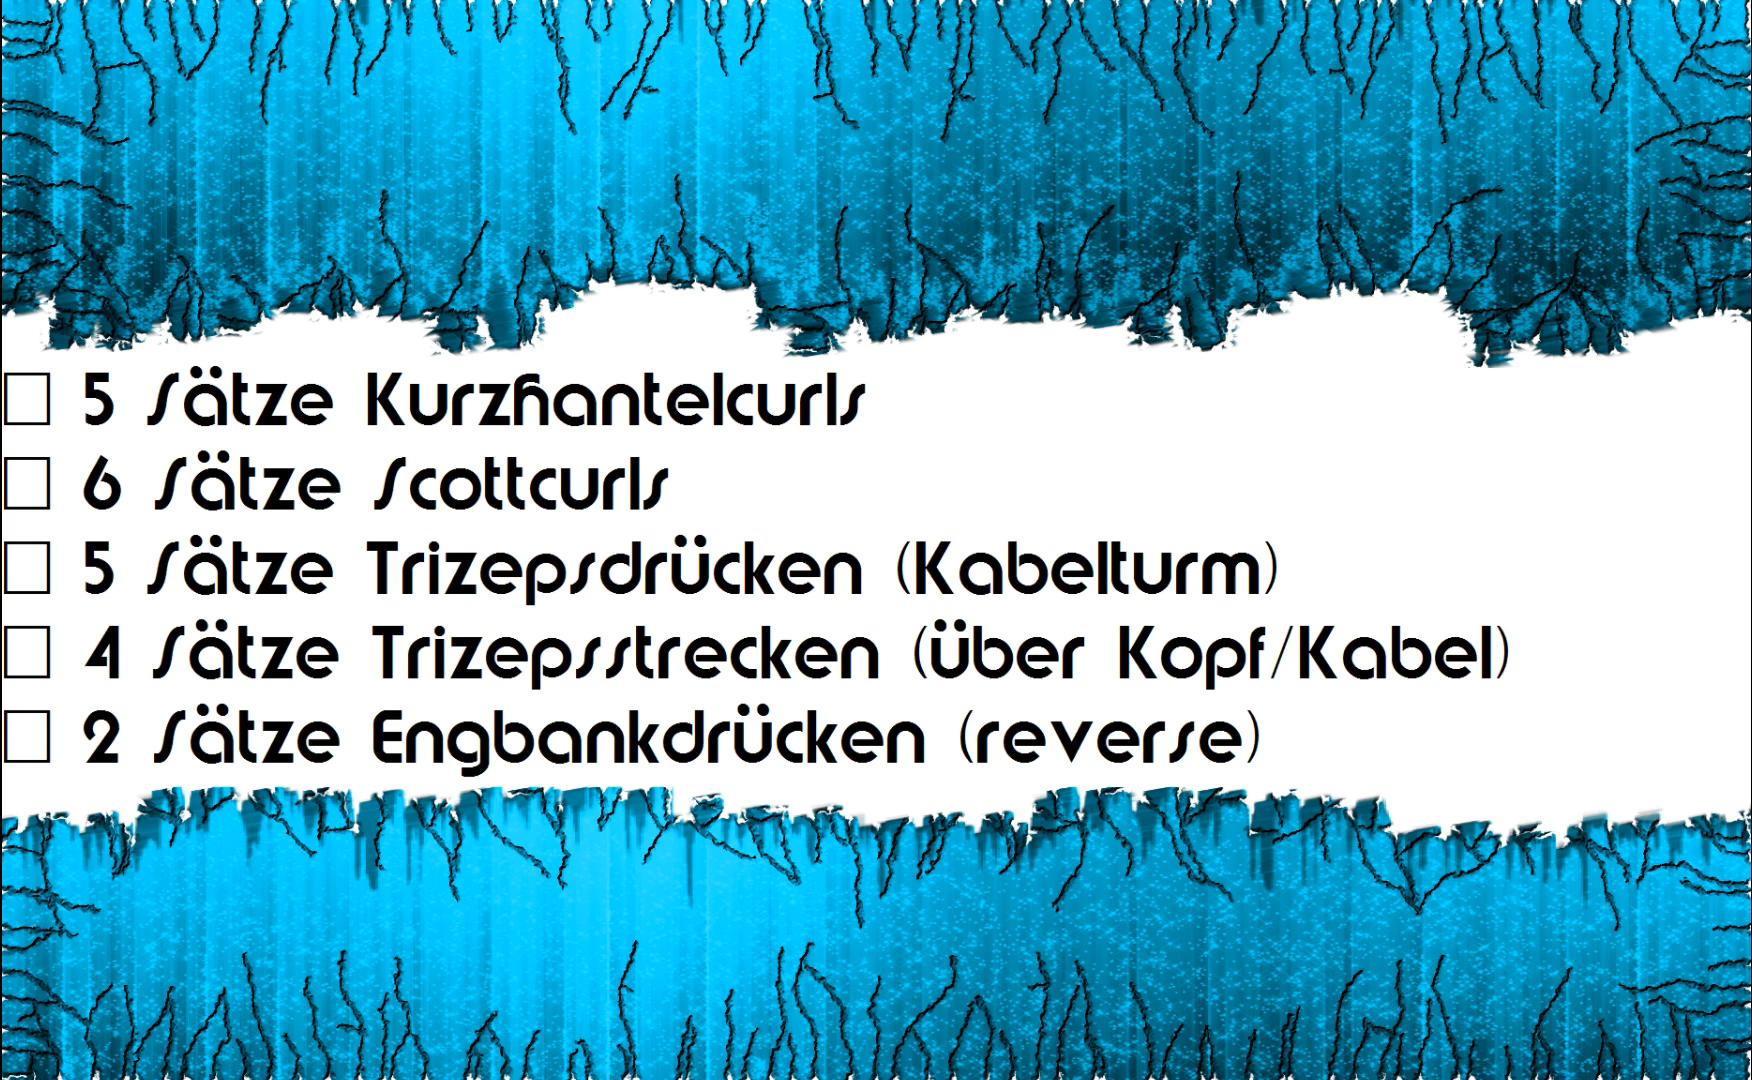 ☐ 5 Sätze Kurzhantelcurls
☐ 6 Sätze Scottcurls
☐ 5 Sätze Trizepsdrücken (Kabelturm)
☐ 4 Sätze Trizepsstrecken (über Kopf/Kabel)
☐ 2 Sätze Engbankdrücken (reverse)